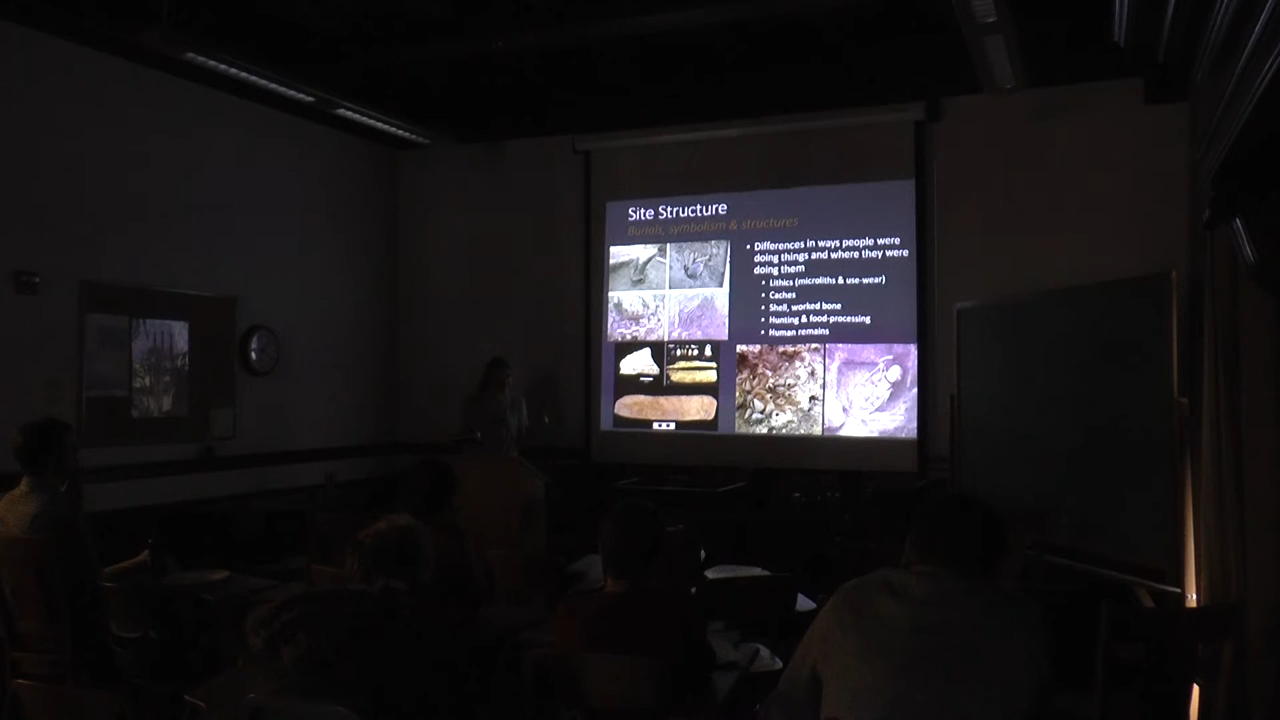 Site Structure
Burials, symbolism & structures
• Differences in ways people were
doing things and where they were
doing them
• Lithics (microliths & use-wear)
• Caches
• Shell, worked bone
• Hunting & food-processing
• Human remains